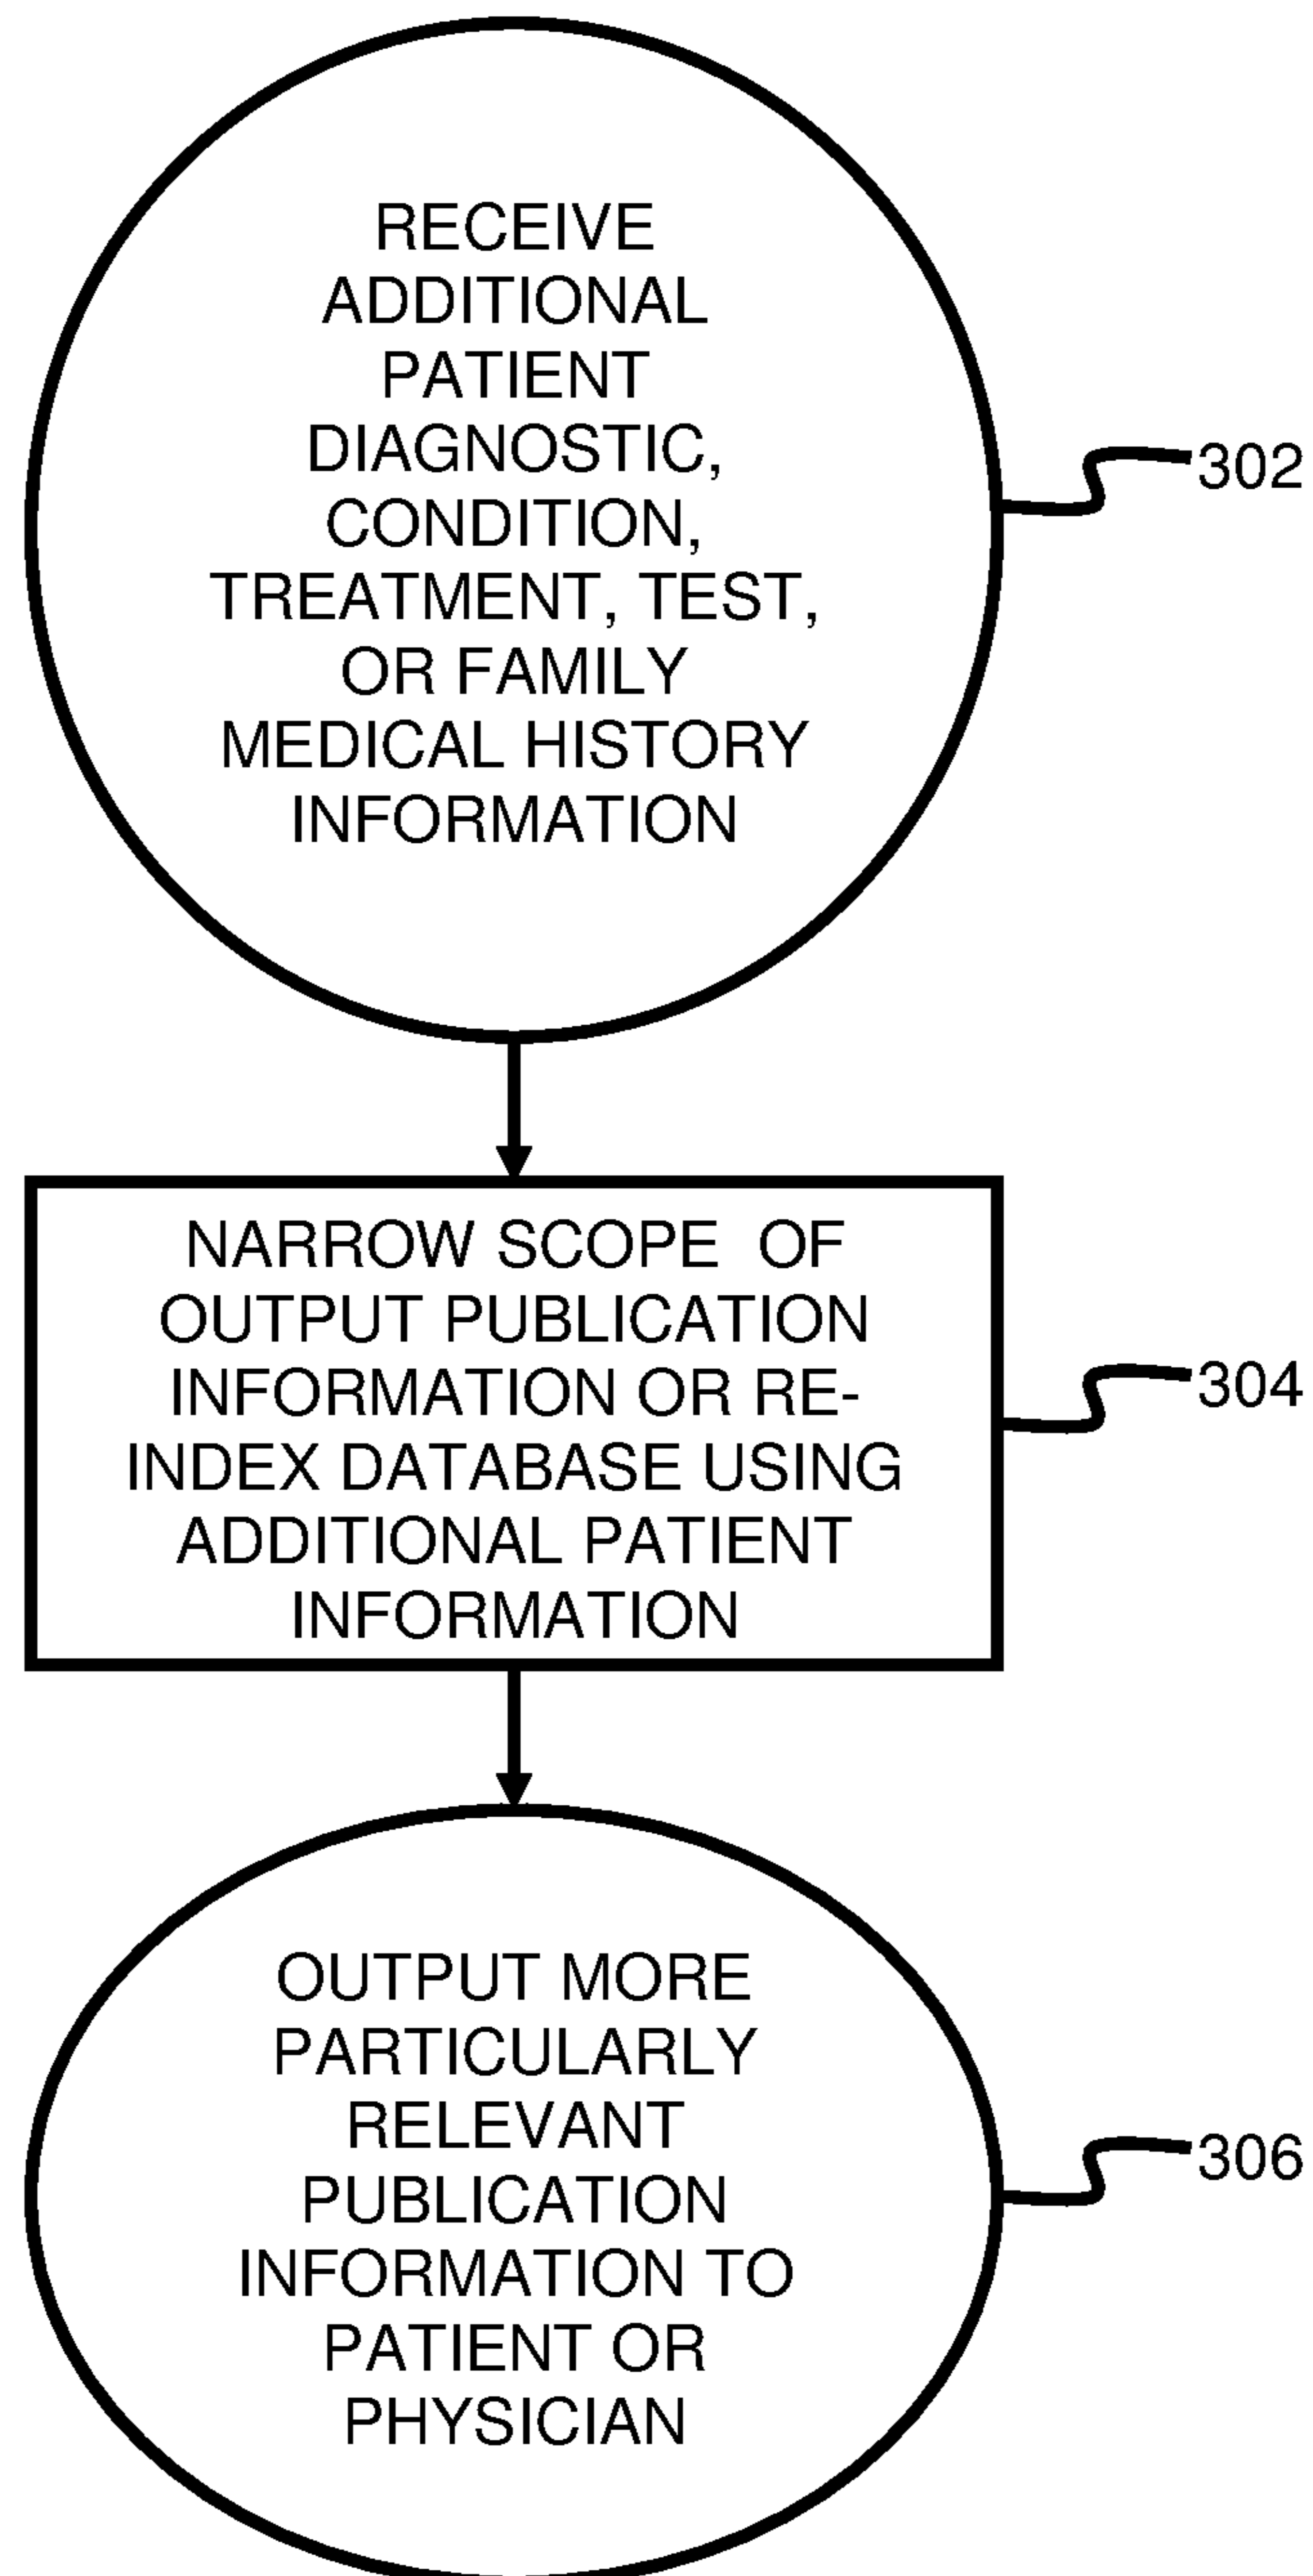 RECEIVE
ADDITIONAL
PATIENT
DIAGNOSTIC,
CONDITION,
TREATMENT, TEST,
OR FAMILY
MEDICAL HISTORY
INFORMATION
302
NARROW SCOPE OF
OUTPUT PUBLICATION
INFORMATION OR RE-
INDEX DATABASE USING
ADDITIONAL PATIENT
INFORMATION
304
OUTPUT MORE
PARTICULARLY
RELEVANT
PUBLICATION
INFORMATION TO
PATIENT OR
PHYSICIAN
306